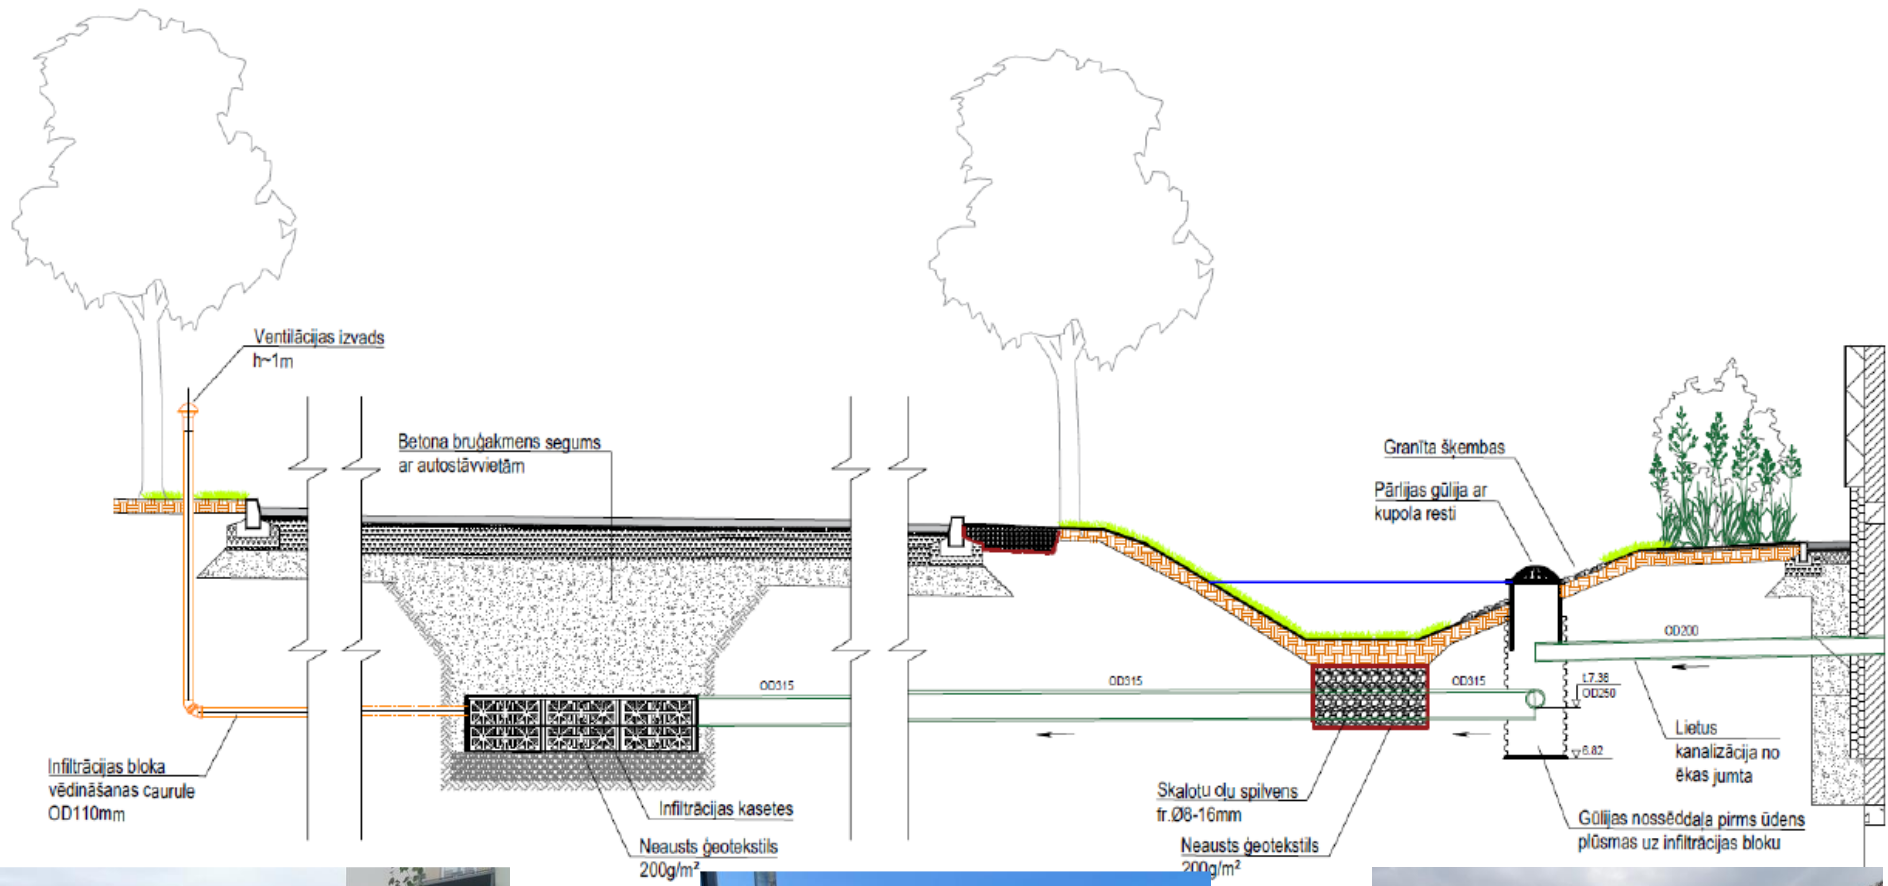 Ventilācijas izvads
h~1m
Betona bruģakmens segums
ar autostāvvietām
Granīta šķembas
Pārlijas gūlija ar
kupola resti
OD200
OD315
OD315
OD315
17.38
OD250
6.82
Infiltrācijas bloka
vēdināšanas caurule
OD110mm
Infiltrācijas kasetes
Neausts ģeotekstils
200g/m²
Skalotu oļu spilvens
fr.Ø8-16mm
Neausts ģeotekstils
200g/m²
Lietus
kanalizācija no
ēkas jumta
Gūlijas nossēddaļa pirms ūdens
plūsmas uz infiltrācijas bloku